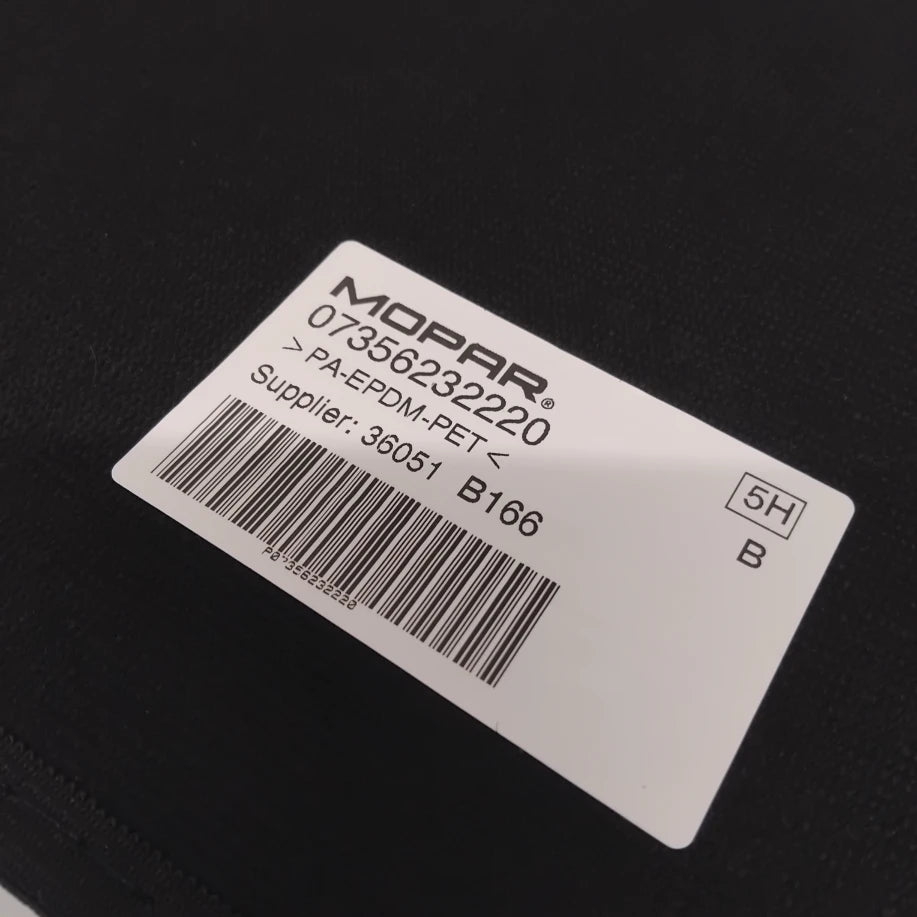 MOPAR®
07356232220
>PA-EPDM-PET<
Supplier: 36051 B166
P07356232220
5H
B